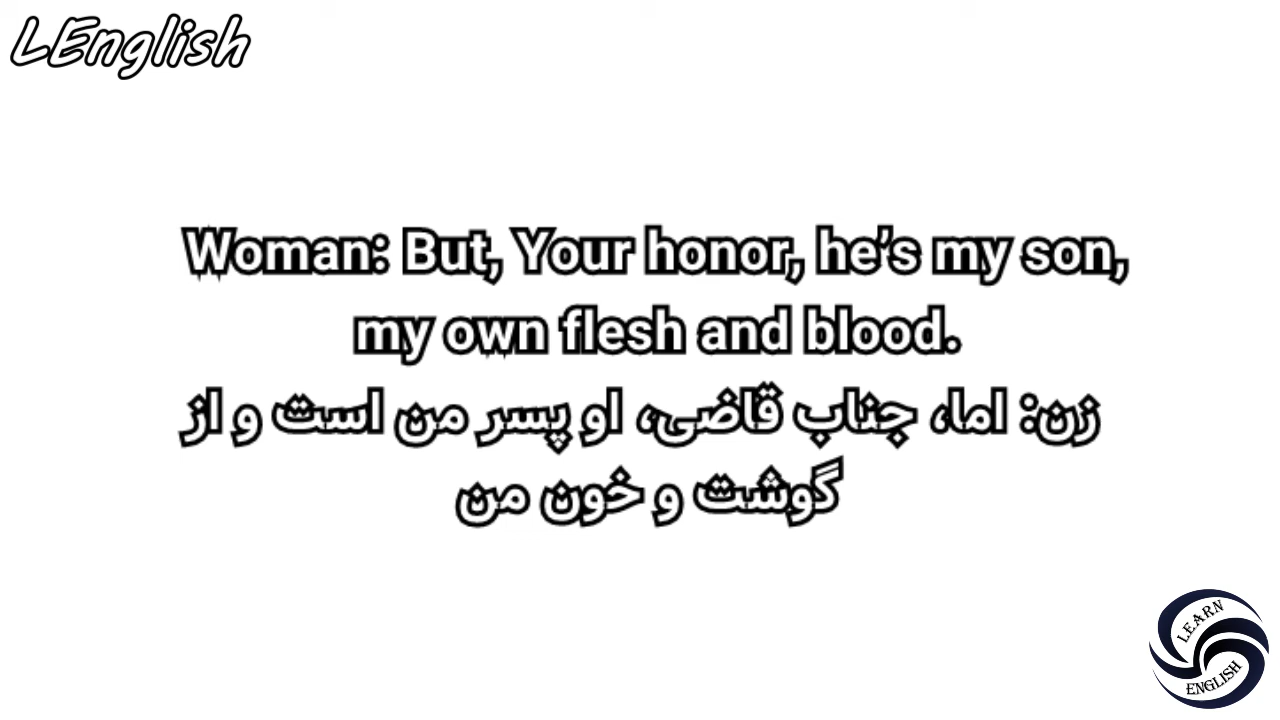 LEnglish
Woman: But, Your honor, he's my son,
my own flesh and blood.
زن: اما، جناب قاضی، او پسر من است و از
گوشت و خون من
LEARN
ENGLISH